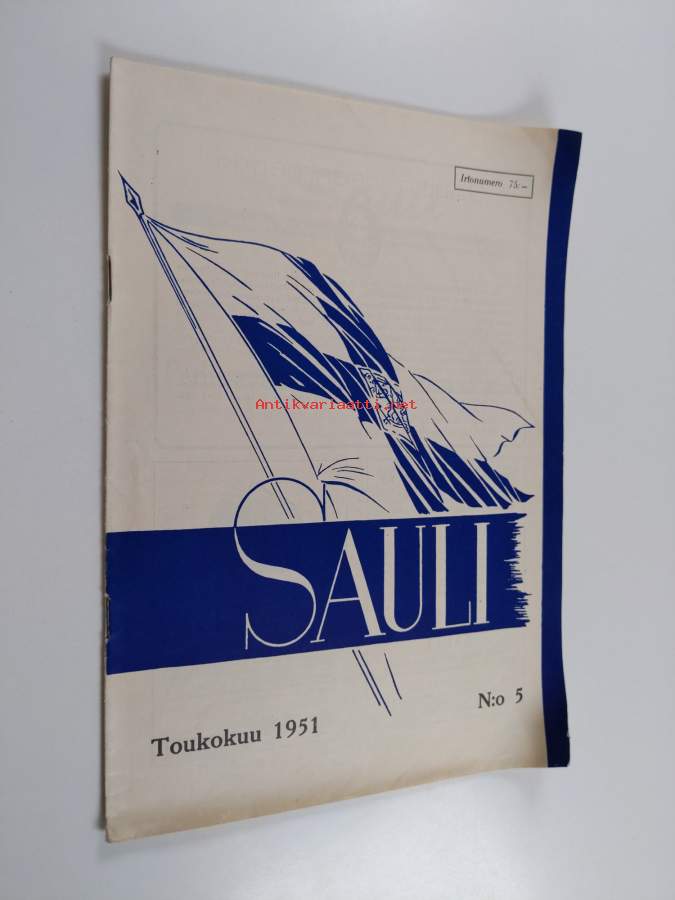 Irtonumero 75:—
Antikvariaatti.net
SAULI
N:o 5
Toukokuu 1951